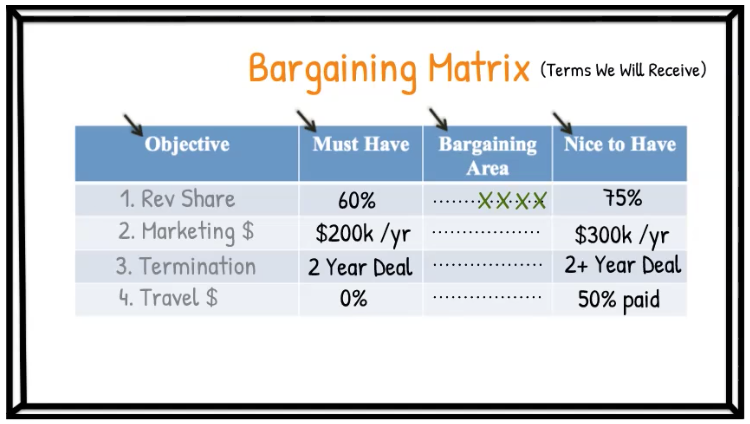 Bargaining Matrix (Terms We Will Receive)
Objective Must Have Bargaining Area Nice to Have
1. Rev Share 60% .......XXXX 75%
2. Marketing $ $200k /yr .................. $300k /yr
3. Termination 2 Year Deal .................. 2+ Year Deal
4. Travel $ 0% .................. 50% paid